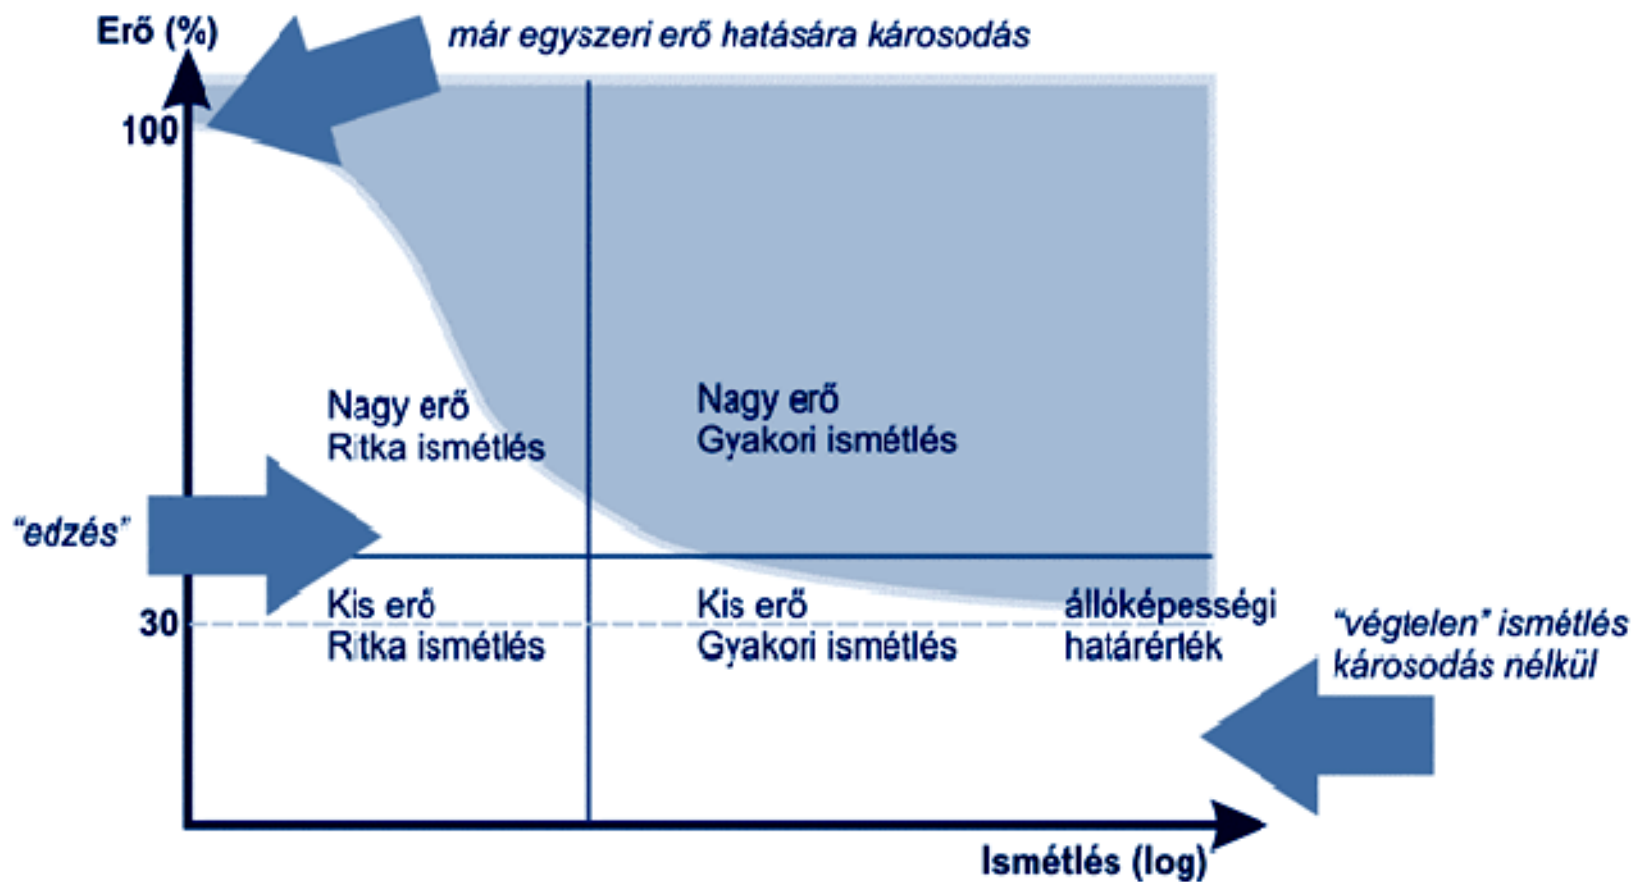 Erő (%)
már egyszeri erő hatására károsodás
100
Nagy erő
Ritka ismétlés
Nagy erő
Gyakori ismétlés
"edzés"
30
Kis erő
Ritka ismétlés
Kis erő
Gyakori ismétlés
állóképességi
határérték
"végtelen" ismétlés
károsodás nélkül
Ismétlés (log)